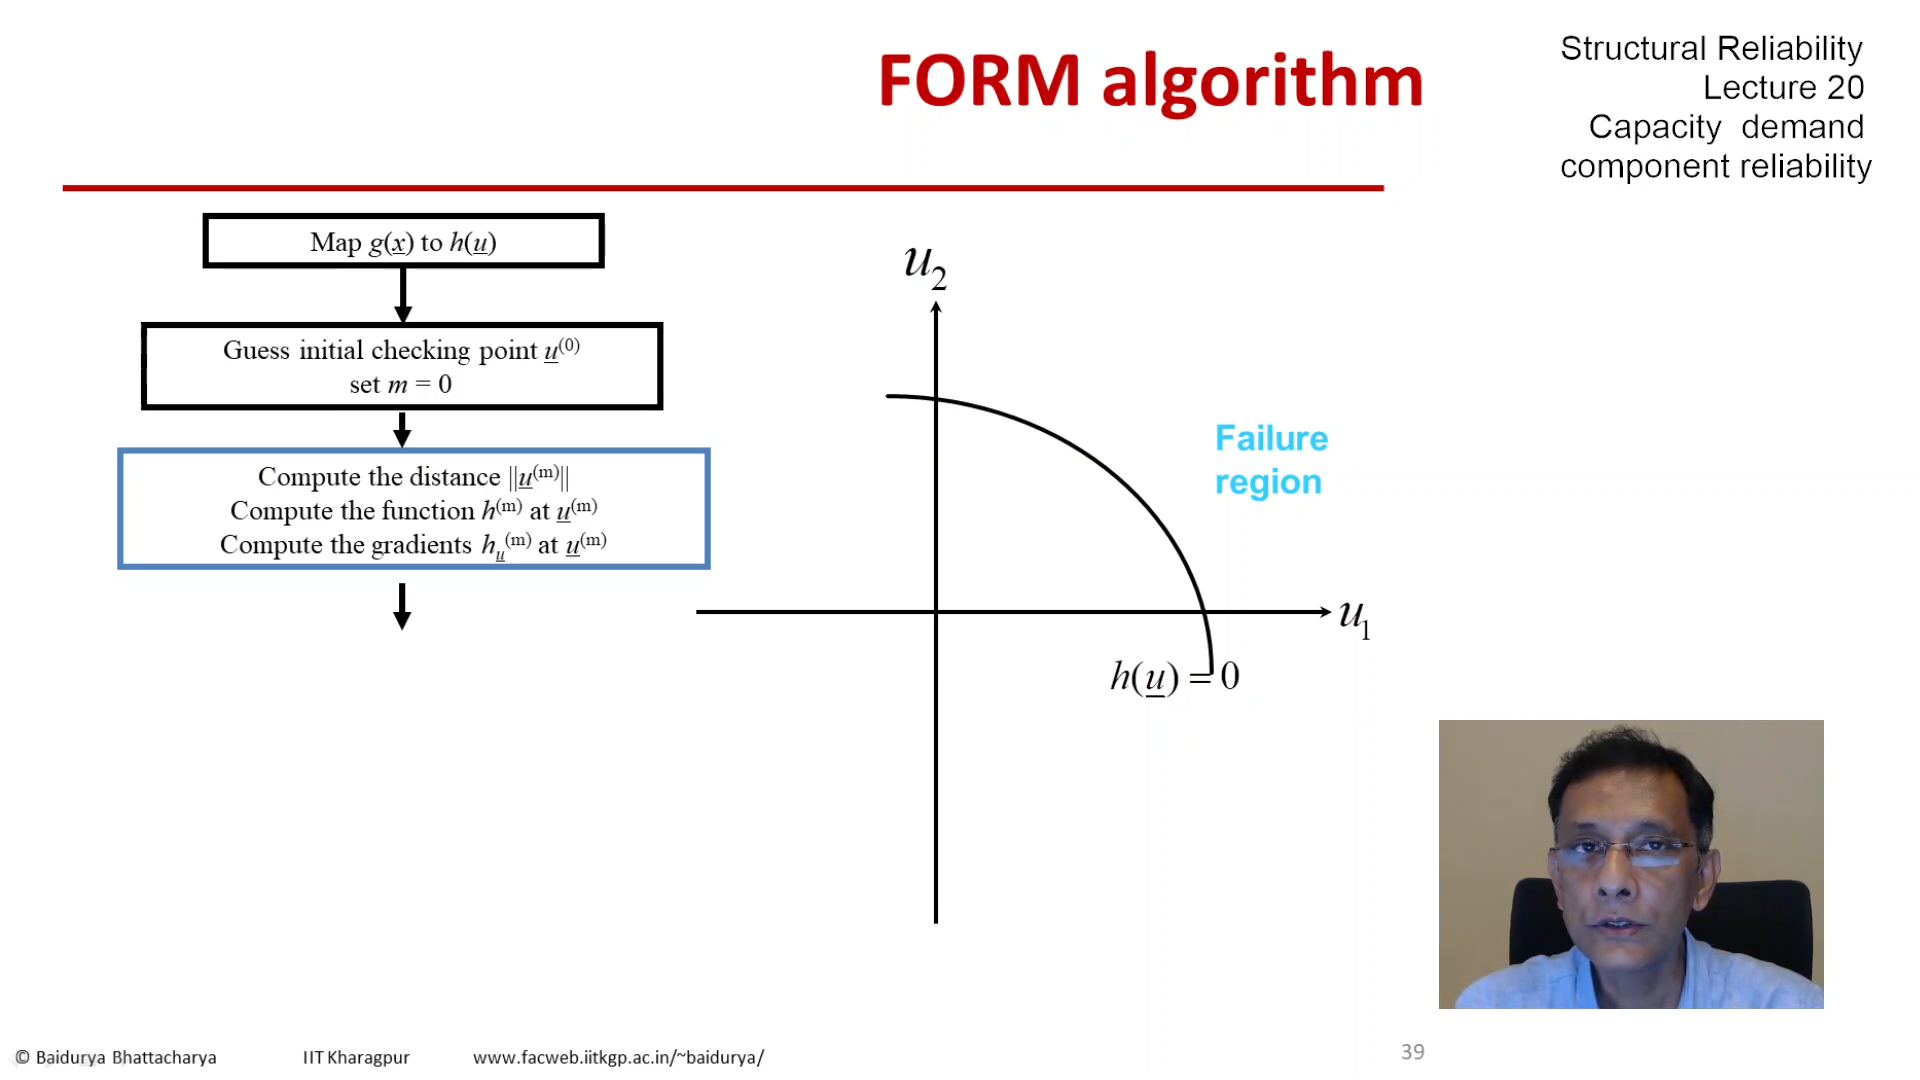 FORM algorithm
Structural Reliability
Lecture 20
Capacity demand
component reliability
Map g(x) to h(u)
Guess initial checking point u(0)
set m = 0
Compute the distance ||u(m)||
Compute the function h(m) at u(m)
Compute the gradients hu(m) at u(m)
u2
Failure
region
u1
h(u) = 0
© Baidurya Bhattacharya IIT Kharagpur www.facweb.iitkgp.ac.in/~baidurya/
39